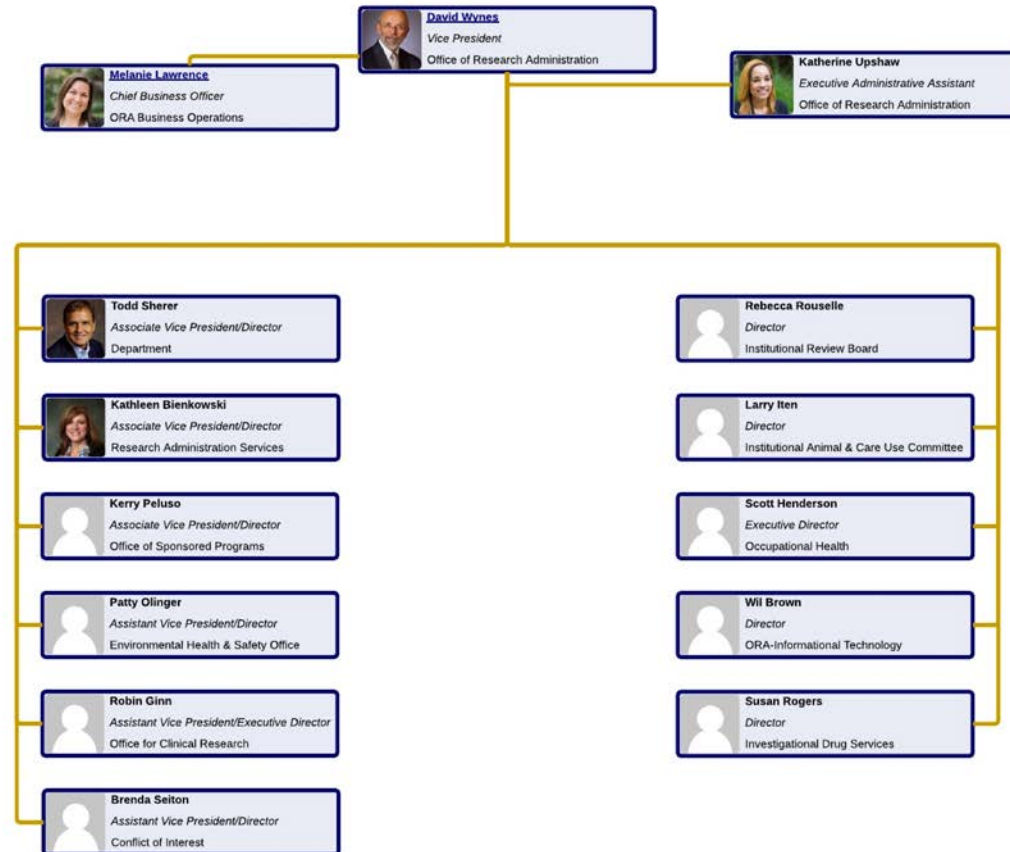 David Wynes
Vice President
Office of Research Administration
Melanie Lawrence
Chief Business Officer
ORA Business Operations
Katherine Upshaw
Executive Administrative Assistant
Office of Research Administration
Todd Sherer
Associate Vice President/Director
Department
Kathleen Bienkowski
Associate Vice President/Director
Research Administration Services
Kerry Peluso
Associate Vice President/Director
Office of Sponsored Programs
Patty Olinger
Assistant Vice President/Director
Environmental Health & Safety Office
Robin Ginn
Assistant Vice President/Executive Director
Office for Clinical Research
Brenda Seiton
Assistant Vice President/Director
Conflict of Interest
Rebecca Rouselle
Director
Institutional Review Board
Larry Iten
Director
Institutional Animal & Care Use Committee
Scott Henderson
Executive Director
Occupational Health
Wil Brown
Director
ORA-Informational Technology
Susan Rogers
Director
Investigational Drug Services